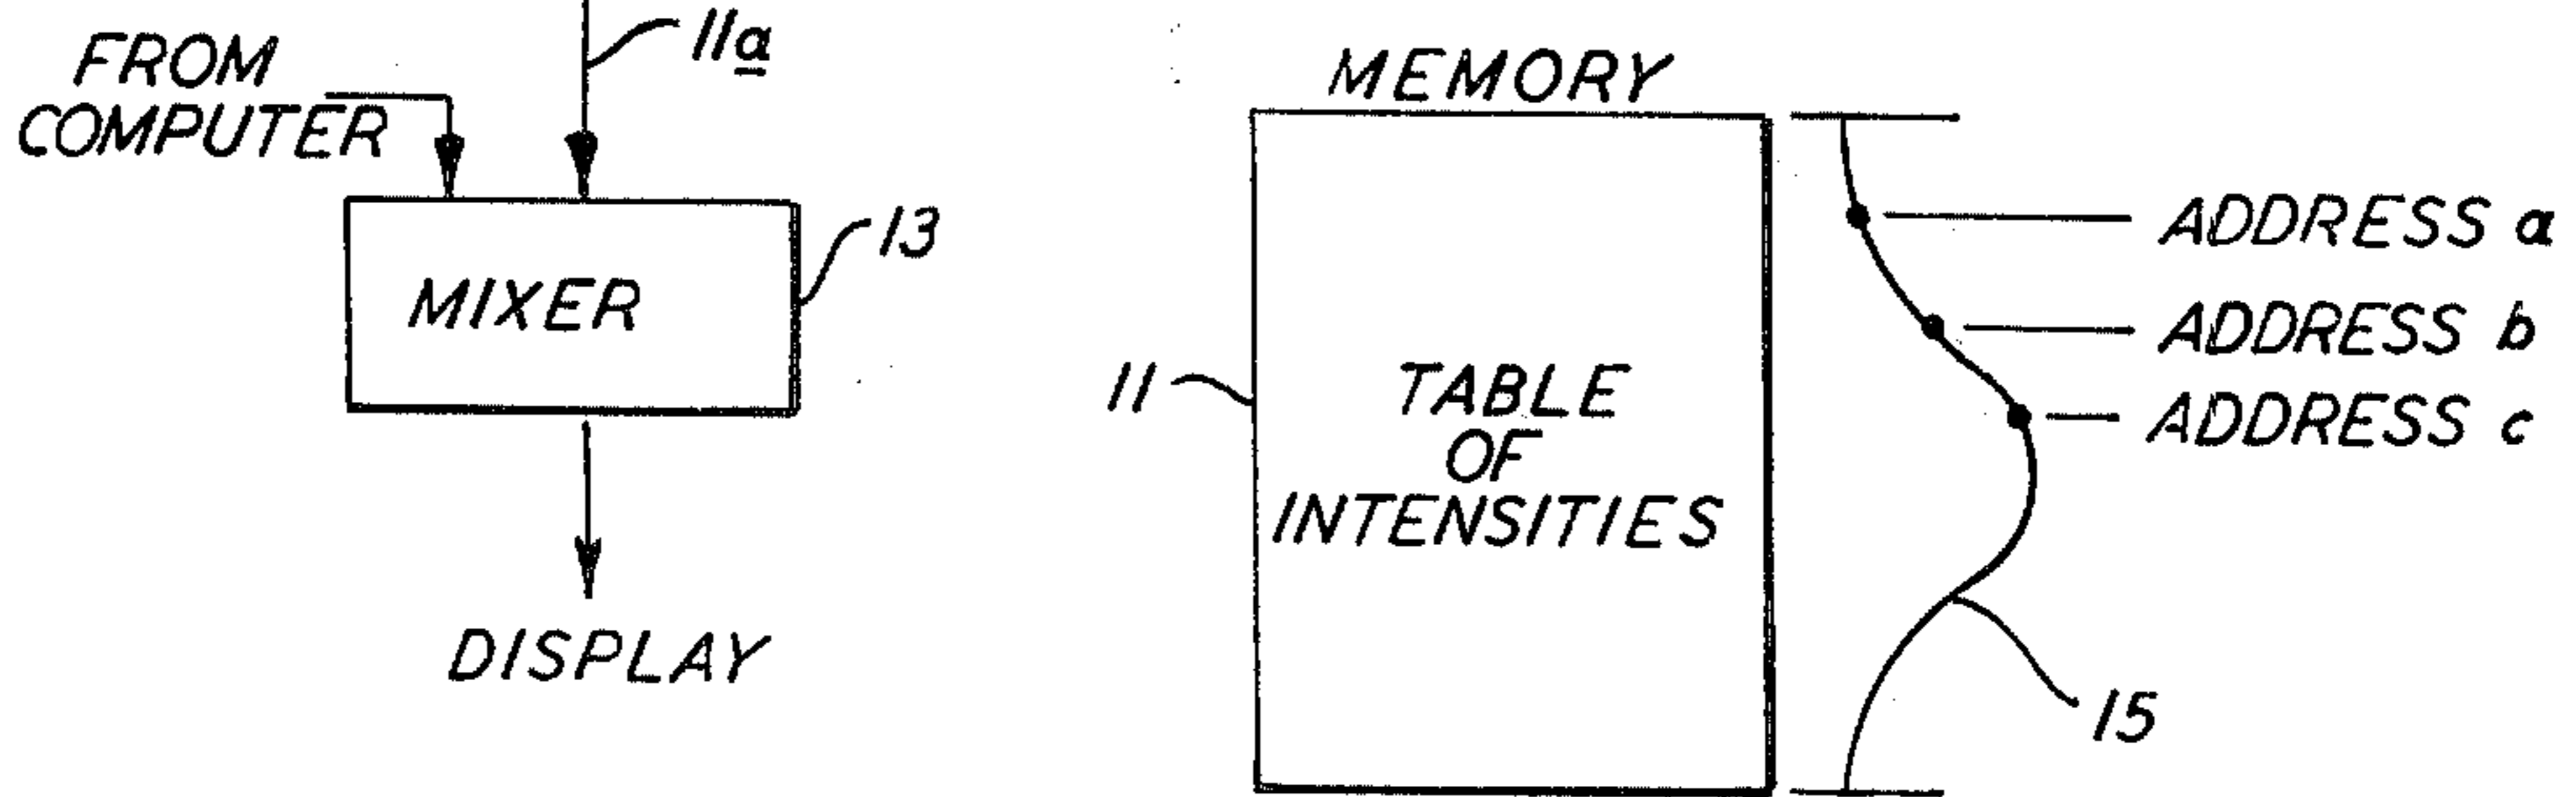 FROM
COMPUTER
11a
13
MIXER
DISPLAY
MEMORY
11
TABLE
OF
INTENSITIES
ADDRESS a
ADDRESS b
ADDRESS c
15